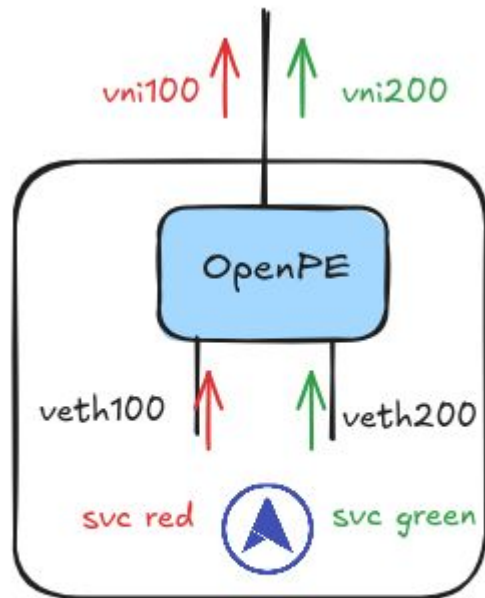 vni100
vni200
OpenPE
veth100
veth200
svc red
svc green